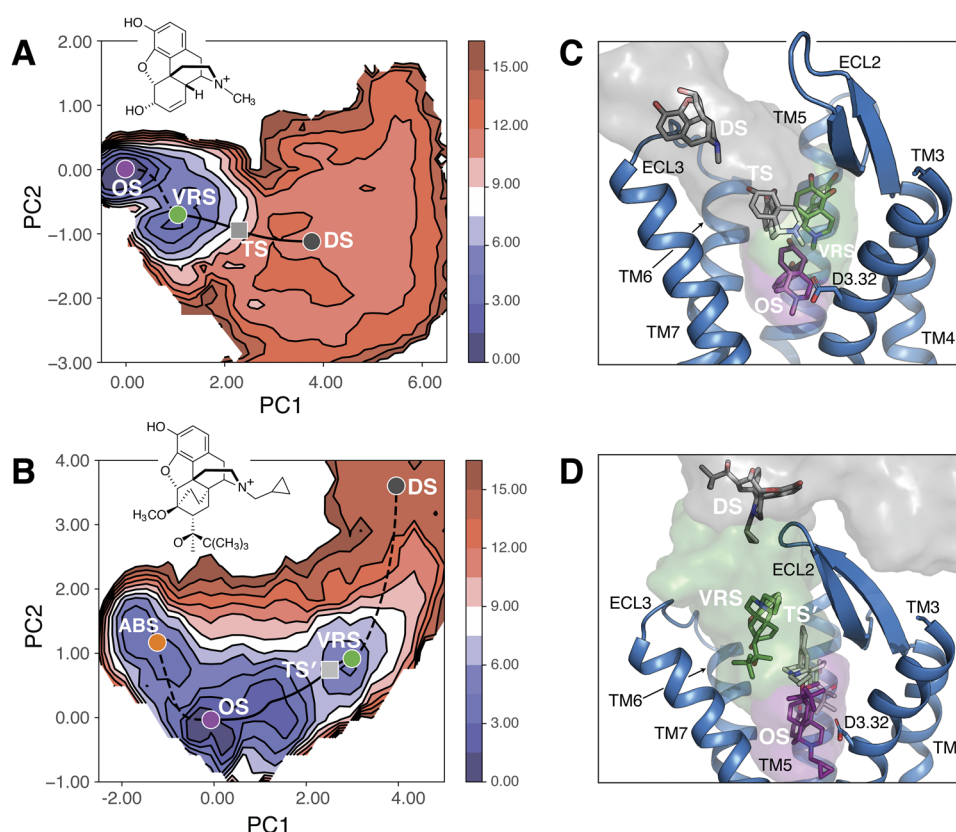 A
HO
O
HO
H
N+
CH3
2.00
1.00
0.00
−1.00
−2.00
−3.00
PC2
OS
VRS
TS
DS
0.00 2.00 4.00 6.00
PC1
15.00
12.00
9.00
6.00
3.00
0.00
C
ECL2
TM5
DS
TM3
ECL3
TS
VRS
TM6
D3.32
OS
TM7
TM4
B
HO
O
N+
H3CO
O
C(CH3)3
4.00
3.00
2.00
1.00
0.00
−1.00
PC2
DS
ABS
VRS
TS′
OS
-2.00 0.00 2.00 4.00
PC1
15.00
12.00
9.00
6.00
3.00
0.00
D
DS
ECL2
ECL3
VRS
TS′
TM3
TM6
TM7
D3.32
OS
TM5
TM